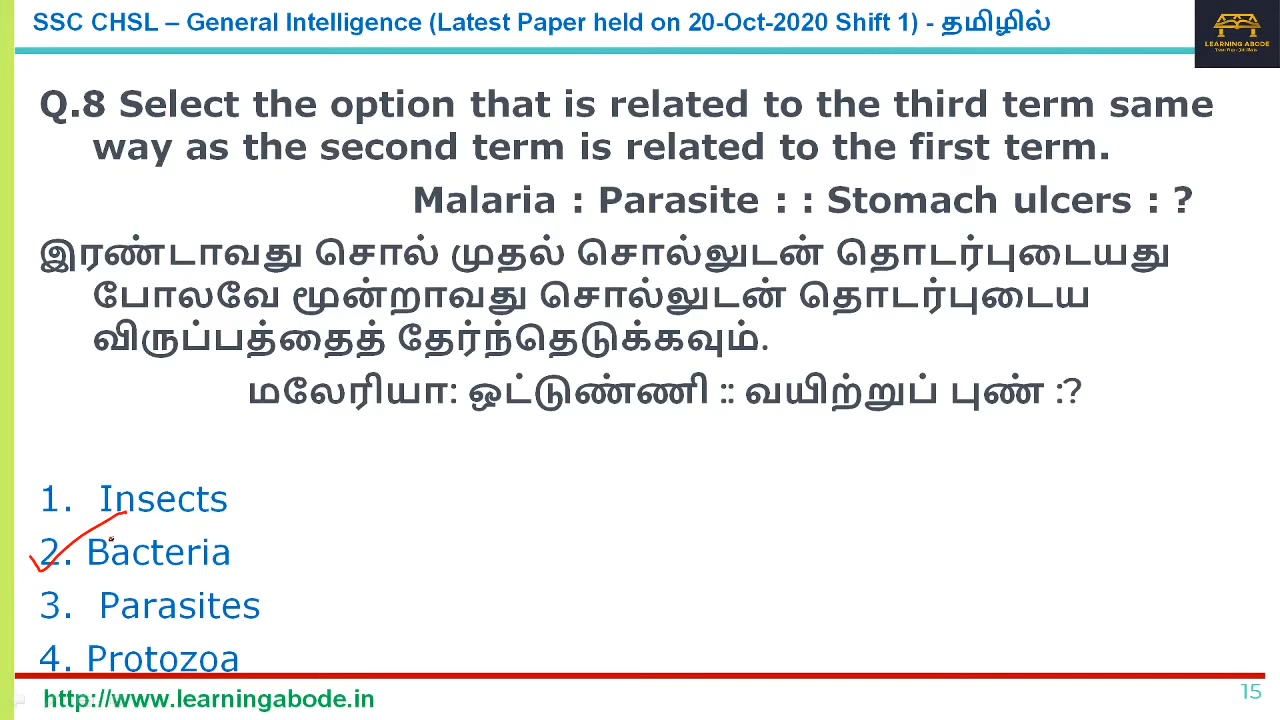 SSC CHSL – General Intelligence (Latest Paper held on 20-Oct-2020 Shift 1) - தமிழில்
LEARNING ABODE
Q.8 Select the option that is related to the third term same
way as the second term is related to the first term.
Malaria : Parasite : : Stomach ulcers : ?
இரண்டாவது சொல் முதல் சொல்லுடன் தொடர்புடையது
போலவே மூன்றாவது சொல்லுடன் தொடர்புடைய
விருப்பத்தைத் தேர்ந்தெடுக்கவும்.
மலேரியா: ஒட்டுண்ணி :: வயிற்றுப் புண் :?
1. Insects
2. Bacteria
3. Parasites
4. Protozoa
http://www.learningabode.in
15